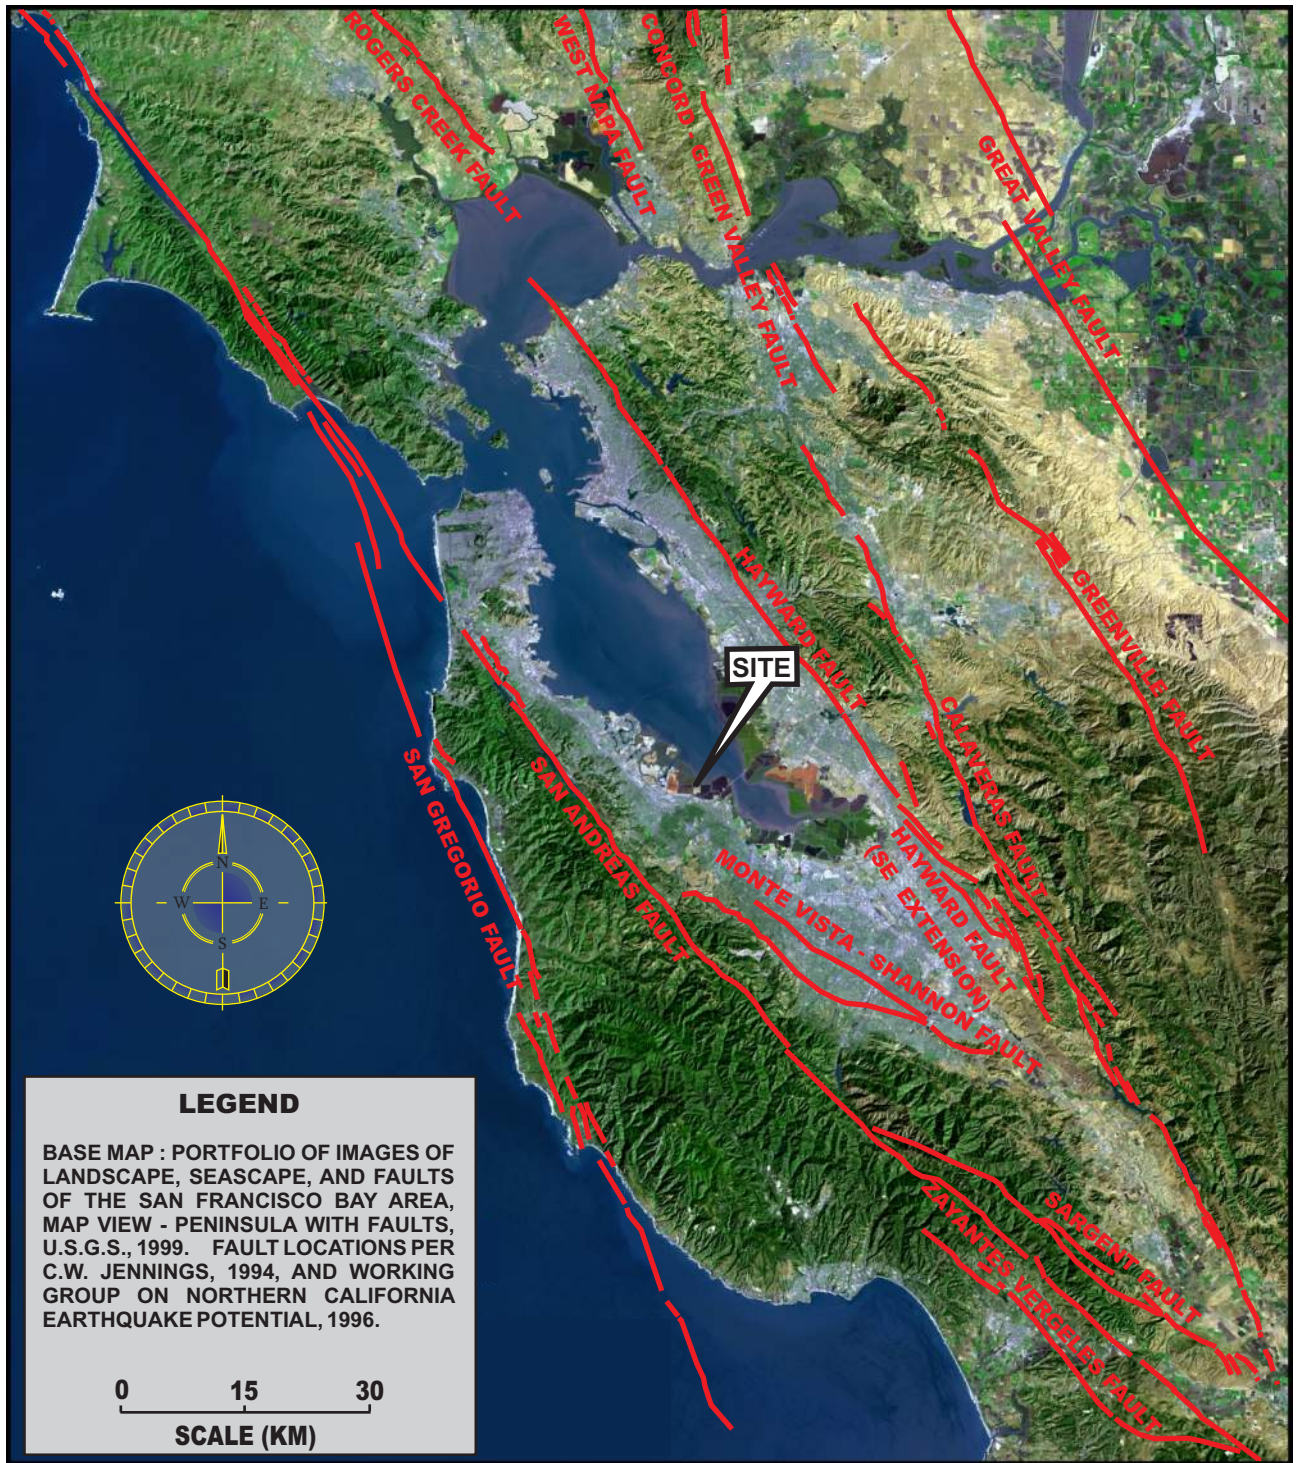 ROGERS CREEK FAULT
WEST NAPA FAULT
CONCORD - GREEN VALLEY FAULT
GREAT VALLEY FAULT
HAYWARD FAULT
GREENVILLE FAULT
SITE
CALAVERAS FAULT
SAN GREGORIO FAULT
SAN ANDREAS FAULT
MONTE VISTA - SHANNON FAULT
HAYWARD FAULT
(SE EXTENSION)
N
W
E
S
SARGENT FAULT
ZAYANTES VERGELES FAULT
LEGEND
BASE MAP : PORTFOLIO OF IMAGES OF
LANDSCAPE, SEASCAPE, AND FAULTS
OF THE SAN FRANCISCO BAY AREA,
MAP VIEW - PENINSULA WITH FAULTS,
U.S.G.S., 1999. FAULT LOCATIONS PER
C.W. JENNINGS, 1994, AND WORKING
GROUP ON NORTHERN CALIFORNIA
EARTHQUAKE POTENTIAL, 1996.
0 15 30
SCALE (KM)